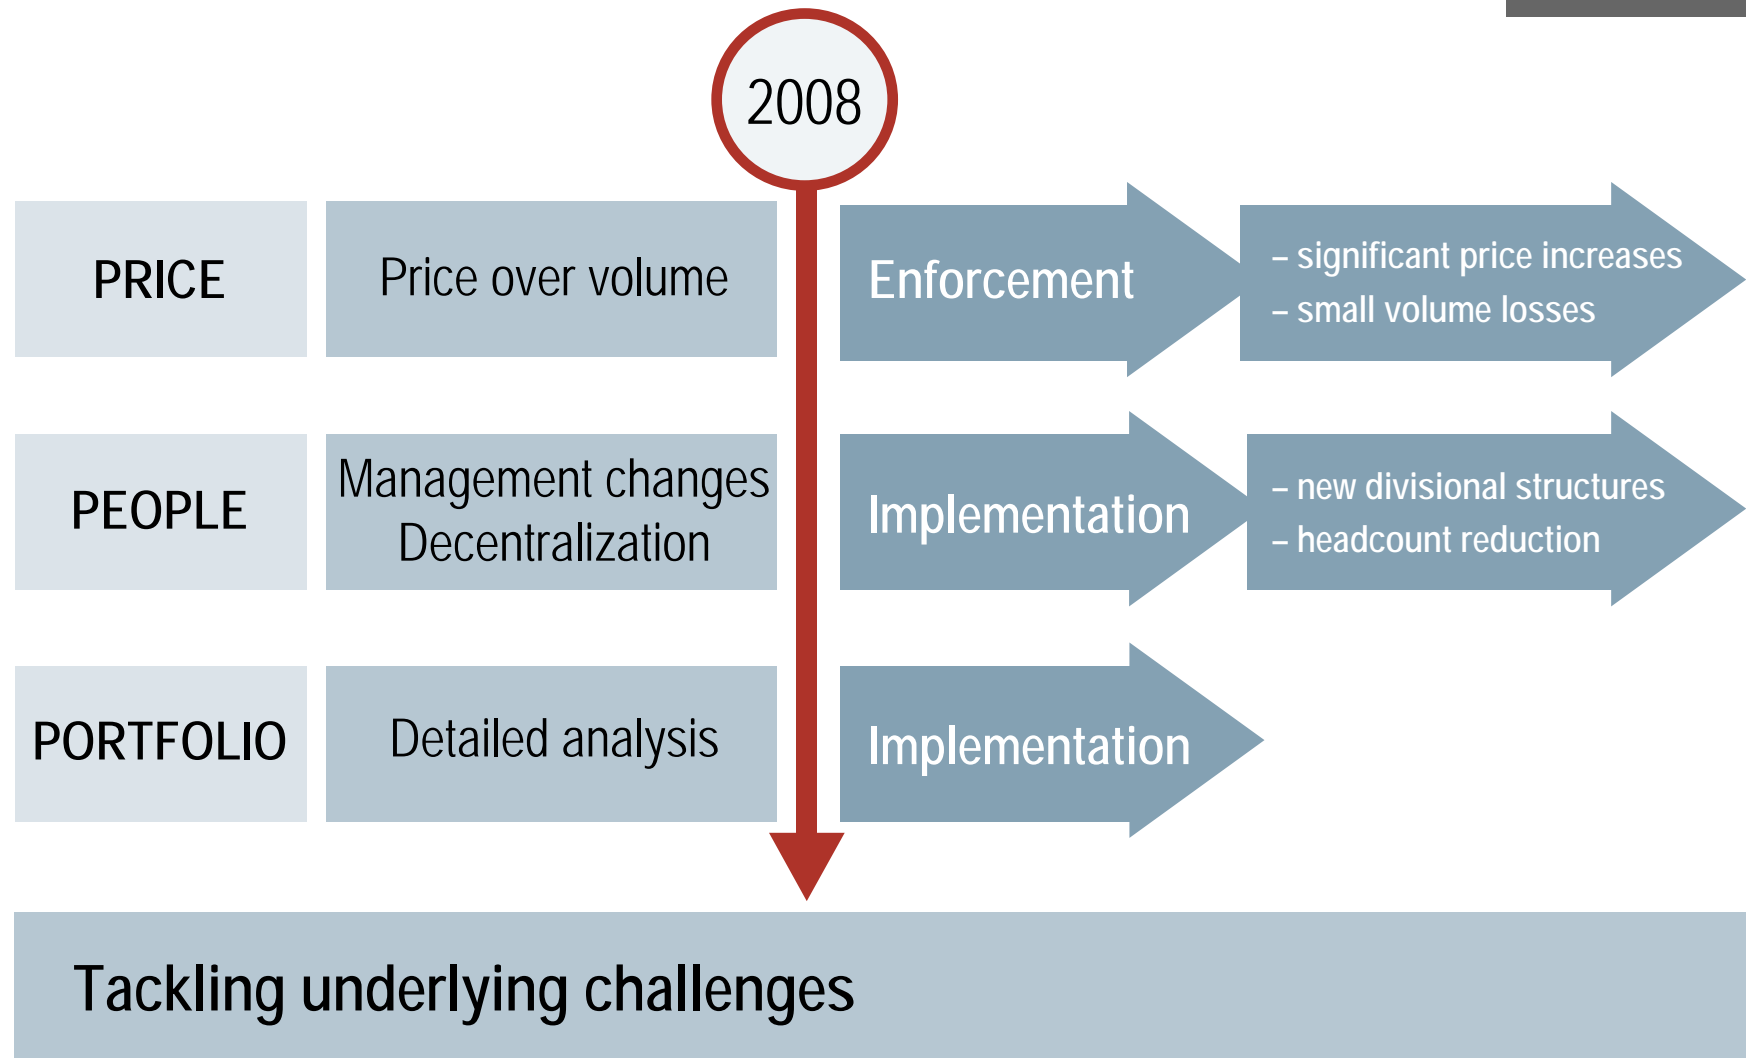 2008
PRICE
Price over volume
Enforcement
– significant price increases
– small volume losses
PEOPLE
Management changes
Decentralization
Implementation
– new divisional structures
– headcount reduction
PORTFOLIO
Detailed analysis
Implementation
Tackling underlying challenges